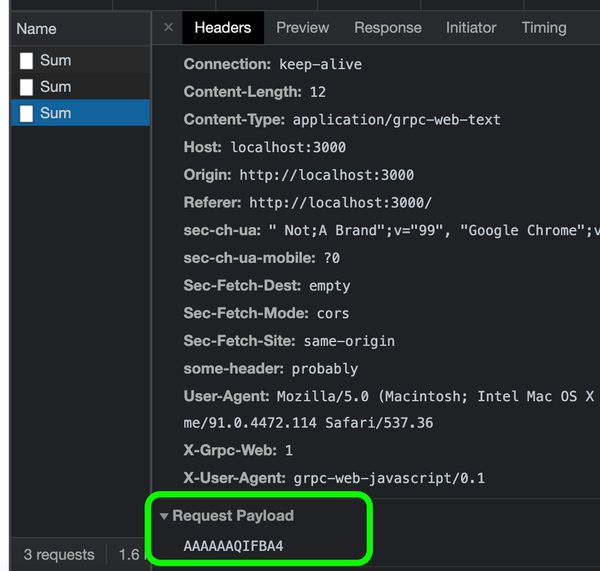 Name
× Headers Preview Response Initiator Timing
Sum
Sum
Sum
Connection: keep-alive
Content-Length: 12
Content-Type: application/grpc-web-text
Host: localhost:3000
Origin: http://localhost:3000
Referer: http://localhost:3000/
sec-ch-ua: " Not;A Brand";v="99", "Google Chrome";v
sec-ch-ua-mobile: ?0
Sec-Fetch-Dest: empty
Sec-Fetch-Mode: cors
Sec-Fetch-Site: same-origin
some-header: probably
User-Agent: Mozilla/5.0 (Macintosh; Intel Mac OS X
me/91.0.4472.114 Safari/537.36
X-Grpc-Web: 1
X-User-Agent: grpc-web-javascript/0.1
Request Payload
AAAAAAQIFBA4
3 requests 1.6